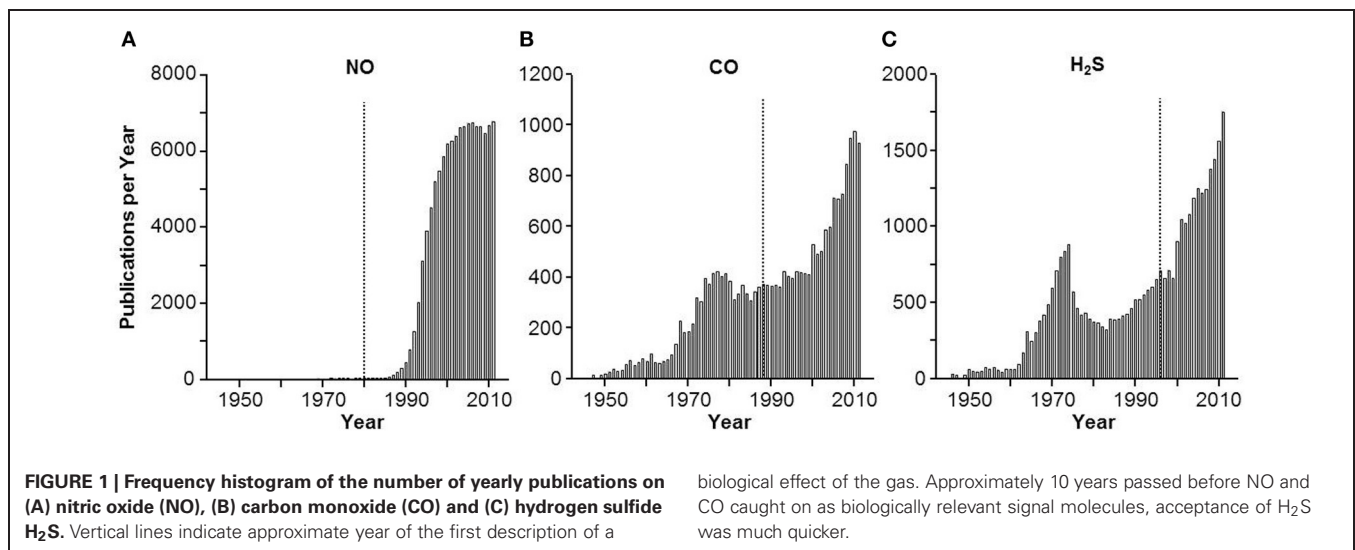 A
NO
8000
6000
4000
2000
0
Publications per Year
1950
1970
1990
2010
Year
B
CO
1200
1000
800
600
400
200
0
1950
1970
1990
2010
Year
C
H₂S
2000
1500
1000
500
0
1950
1970
1990
2010
Year
FIGURE 1 | Frequency histogram of the number of yearly publications on
(A) nitric oxide (NO), (B) carbon monoxide (CO) and (C) hydrogen sulfide
H₂S. Vertical lines indicate approximate year of the first description of a
biological effect of the gas. Approximately 10 years passed before NO and
CO caught on as biologically relevant signal molecules, acceptance of H₂S
was much quicker.